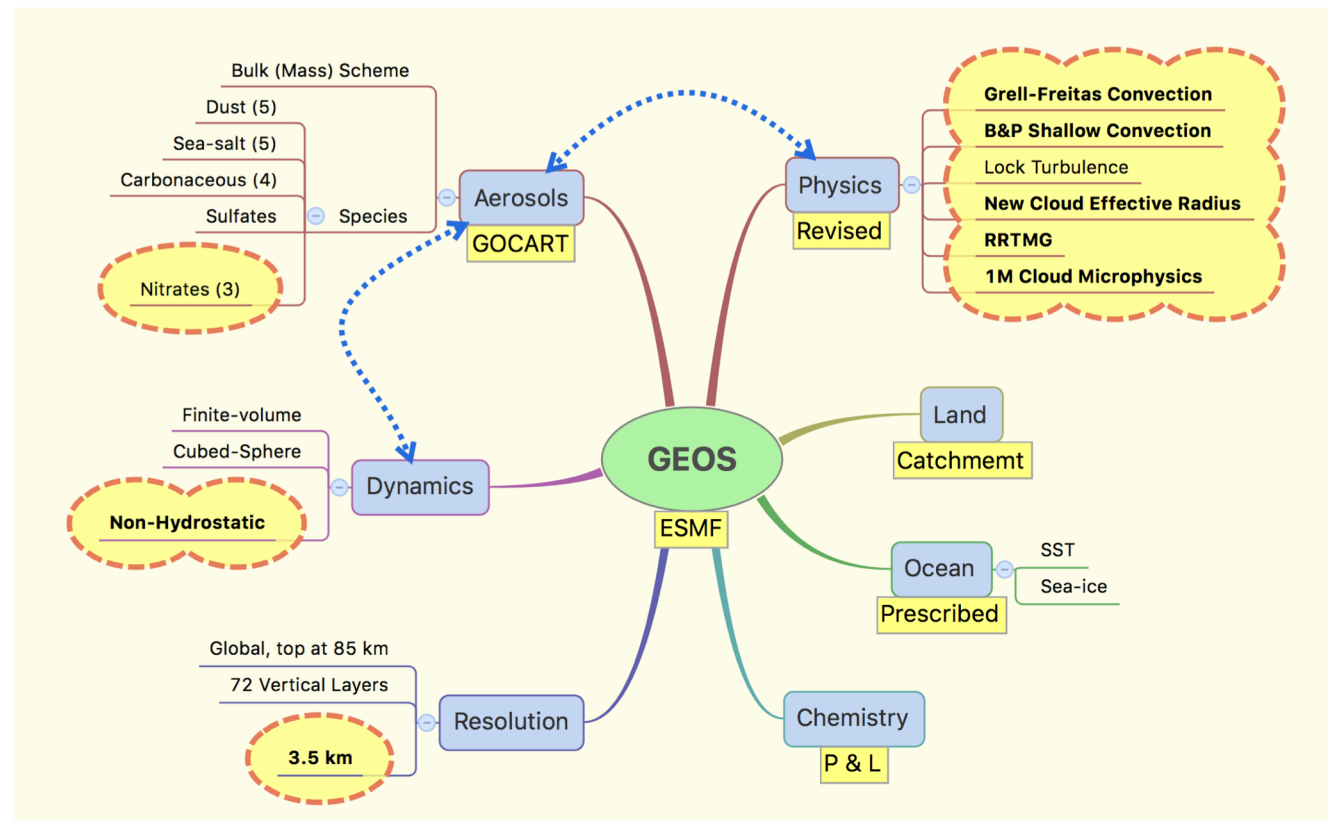 Bulk (Mass) Scheme
Dust (5)
Sea-salt (5)
Carbonaceous (4)
Sulfates
Species
Nitrates (3)
Aerosols
GOCART
Physics
Revised
Grell-Freitas Convection
B&P Shallow Convection
Lock Turbulence
New Cloud Effective Radius
RRTMG
1M Cloud Microphysics
Finite-volume
Cubed-Sphere
Non-Hydrostatic
Dynamics
GEOS
ESMF
Land
Catchmemt
Ocean
Prescribed
SST
Sea-ice
Global, top at 85 km
72 Vertical Layers
3.5 km
Resolution
Chemistry
P & L